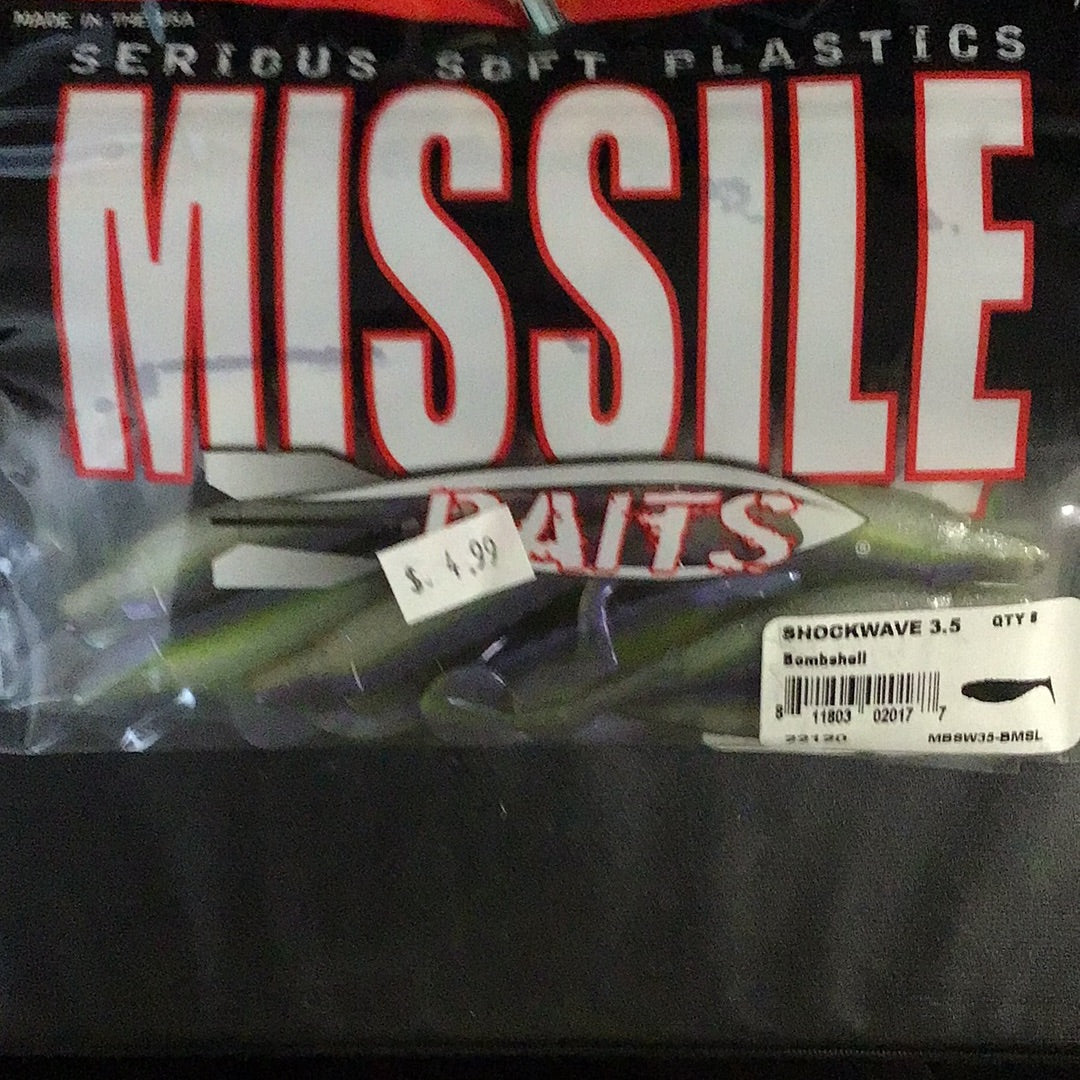 MADE IN THE USA
SERIOUS SOFT PLASTICS
MISSILE
BAITS
®
$. 4.99
SHOCKWAVE 3.5 QTY 8
Bombshell
8 11803 02017 7
22120 MBSW35-BMSL